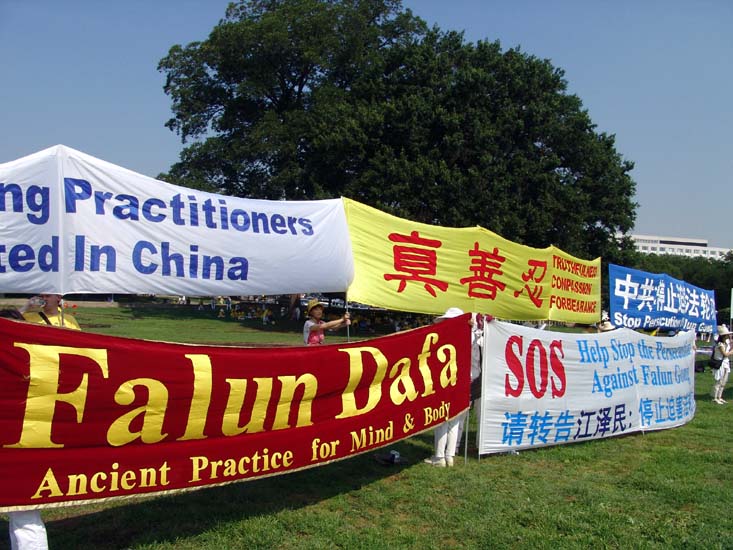 ng Practitioners
ted In China
真善忍
TRUTHFULNESS
COMPASSION
FORBEARANCE
中共停止迫法轮
Stop Persecution
Falun Dafa
Ancient Practice for Mind & Body
SOS
Help Stop the Persecution
Against Falun Gong
请转告江泽民：停止迫害